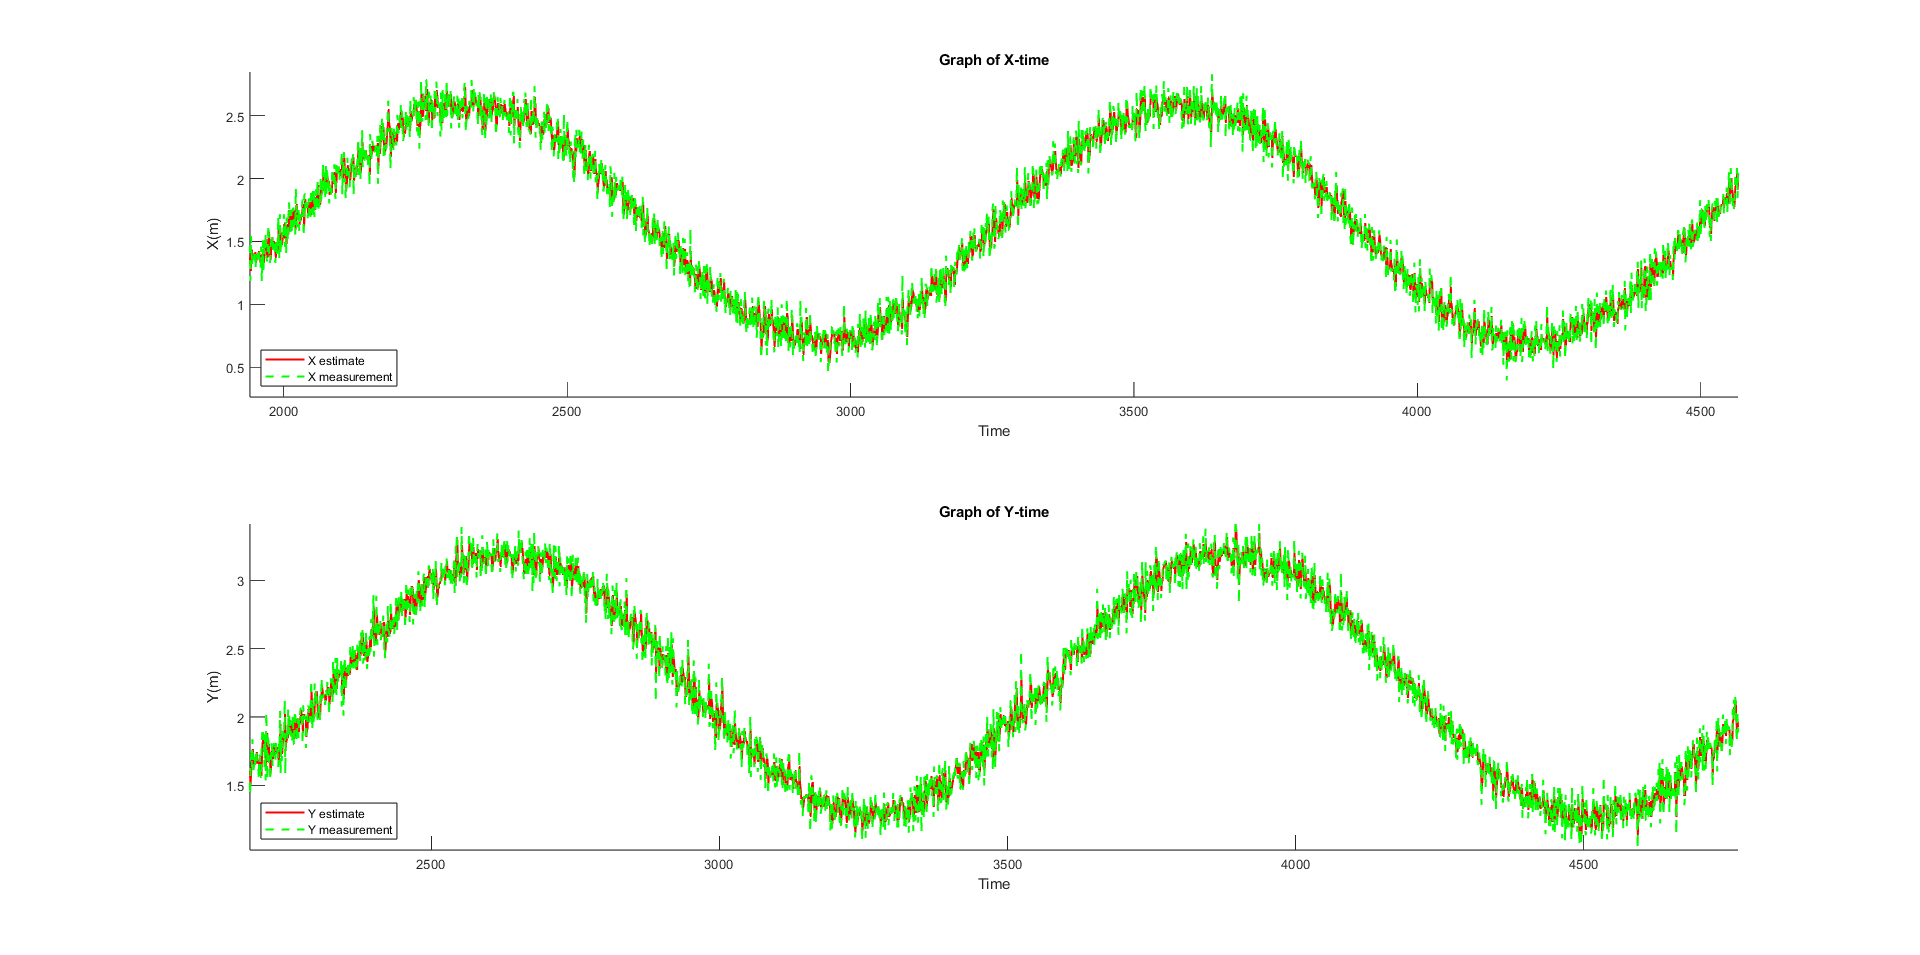 Graph of X-time
X(m)
2.5
2
1.5
1
0.5
X estimate
X measurement
2000 2500 3000 3500 4000 4500
Time
Graph of Y-time
Y(m)
3
2.5
2
1.5
Y estimate
Y measurement
2500 3000 3500 4000 4500
Time